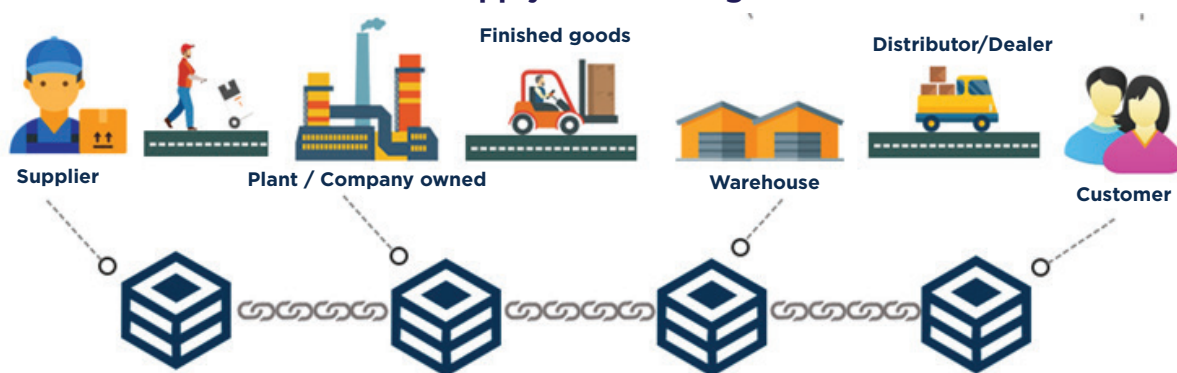 Finished goods
Distributor/Dealer
Supplier
Plant / Company owned
Warehouse
Customer